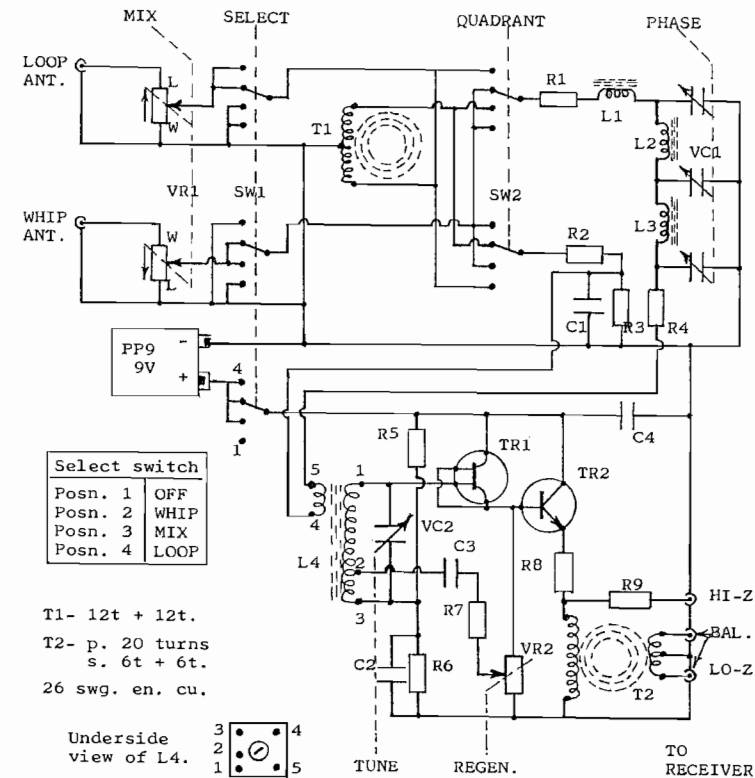 MIX
SELECT
QUADRANT
PHASE
LOOP
ANT.
L
W
VR1
SW1
T1
R1
L1
L2
VC1
SW2
WHIP
ANT.
W
L
R2
L3
C1
R3
R4
PP9
9V
-
+
4
1
C4
Select switch
Posn. 1 OFF
Posn. 2 WHIP
Posn. 3 MIX
Posn. 4 LOOP
R5
TR1
TR2
5
4
1
2
3
L4
VC2
C3
R7
R8
R9
HI-Z
BAL.
LO-Z
VR2
T2
C2
R6
T1- 12t + 12t.
T2- p. 20 turns
s. 6t + 6t.
26 swg. en. cu.
Underside
view of L4.
3
2
1
4
5
TUNE
REGEN.
TO
RECEIVER